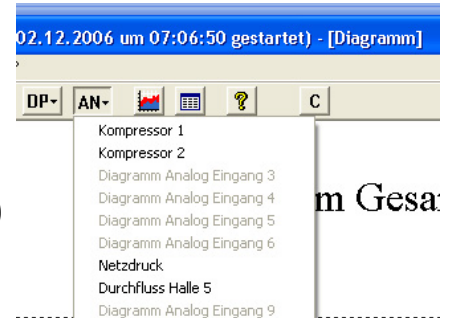 02.12.2006 um 07:06:50 gestartet) - [Diagramm]
DP AN ? C
Kompressor 1
Kompressor 2
Diagramm Analog Eingang 3
Diagramm Analog Eingang 4
Diagramm Analog Eingang 5
Diagramm Analog Eingang 6
Netzdruck
Durchfluss Halle 5
Diagramm Analog Eingang 9